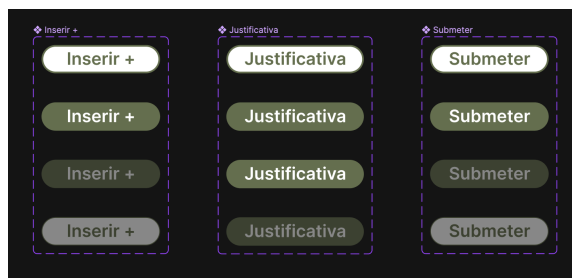 Inserir +
Justificativa
Submeter
Inserir +
Justificativa
Submeter
Inserir +
Justificativa
Submeter
Inserir +
Justificativa
Submeter
Inserir +
Justificativa
Submeter